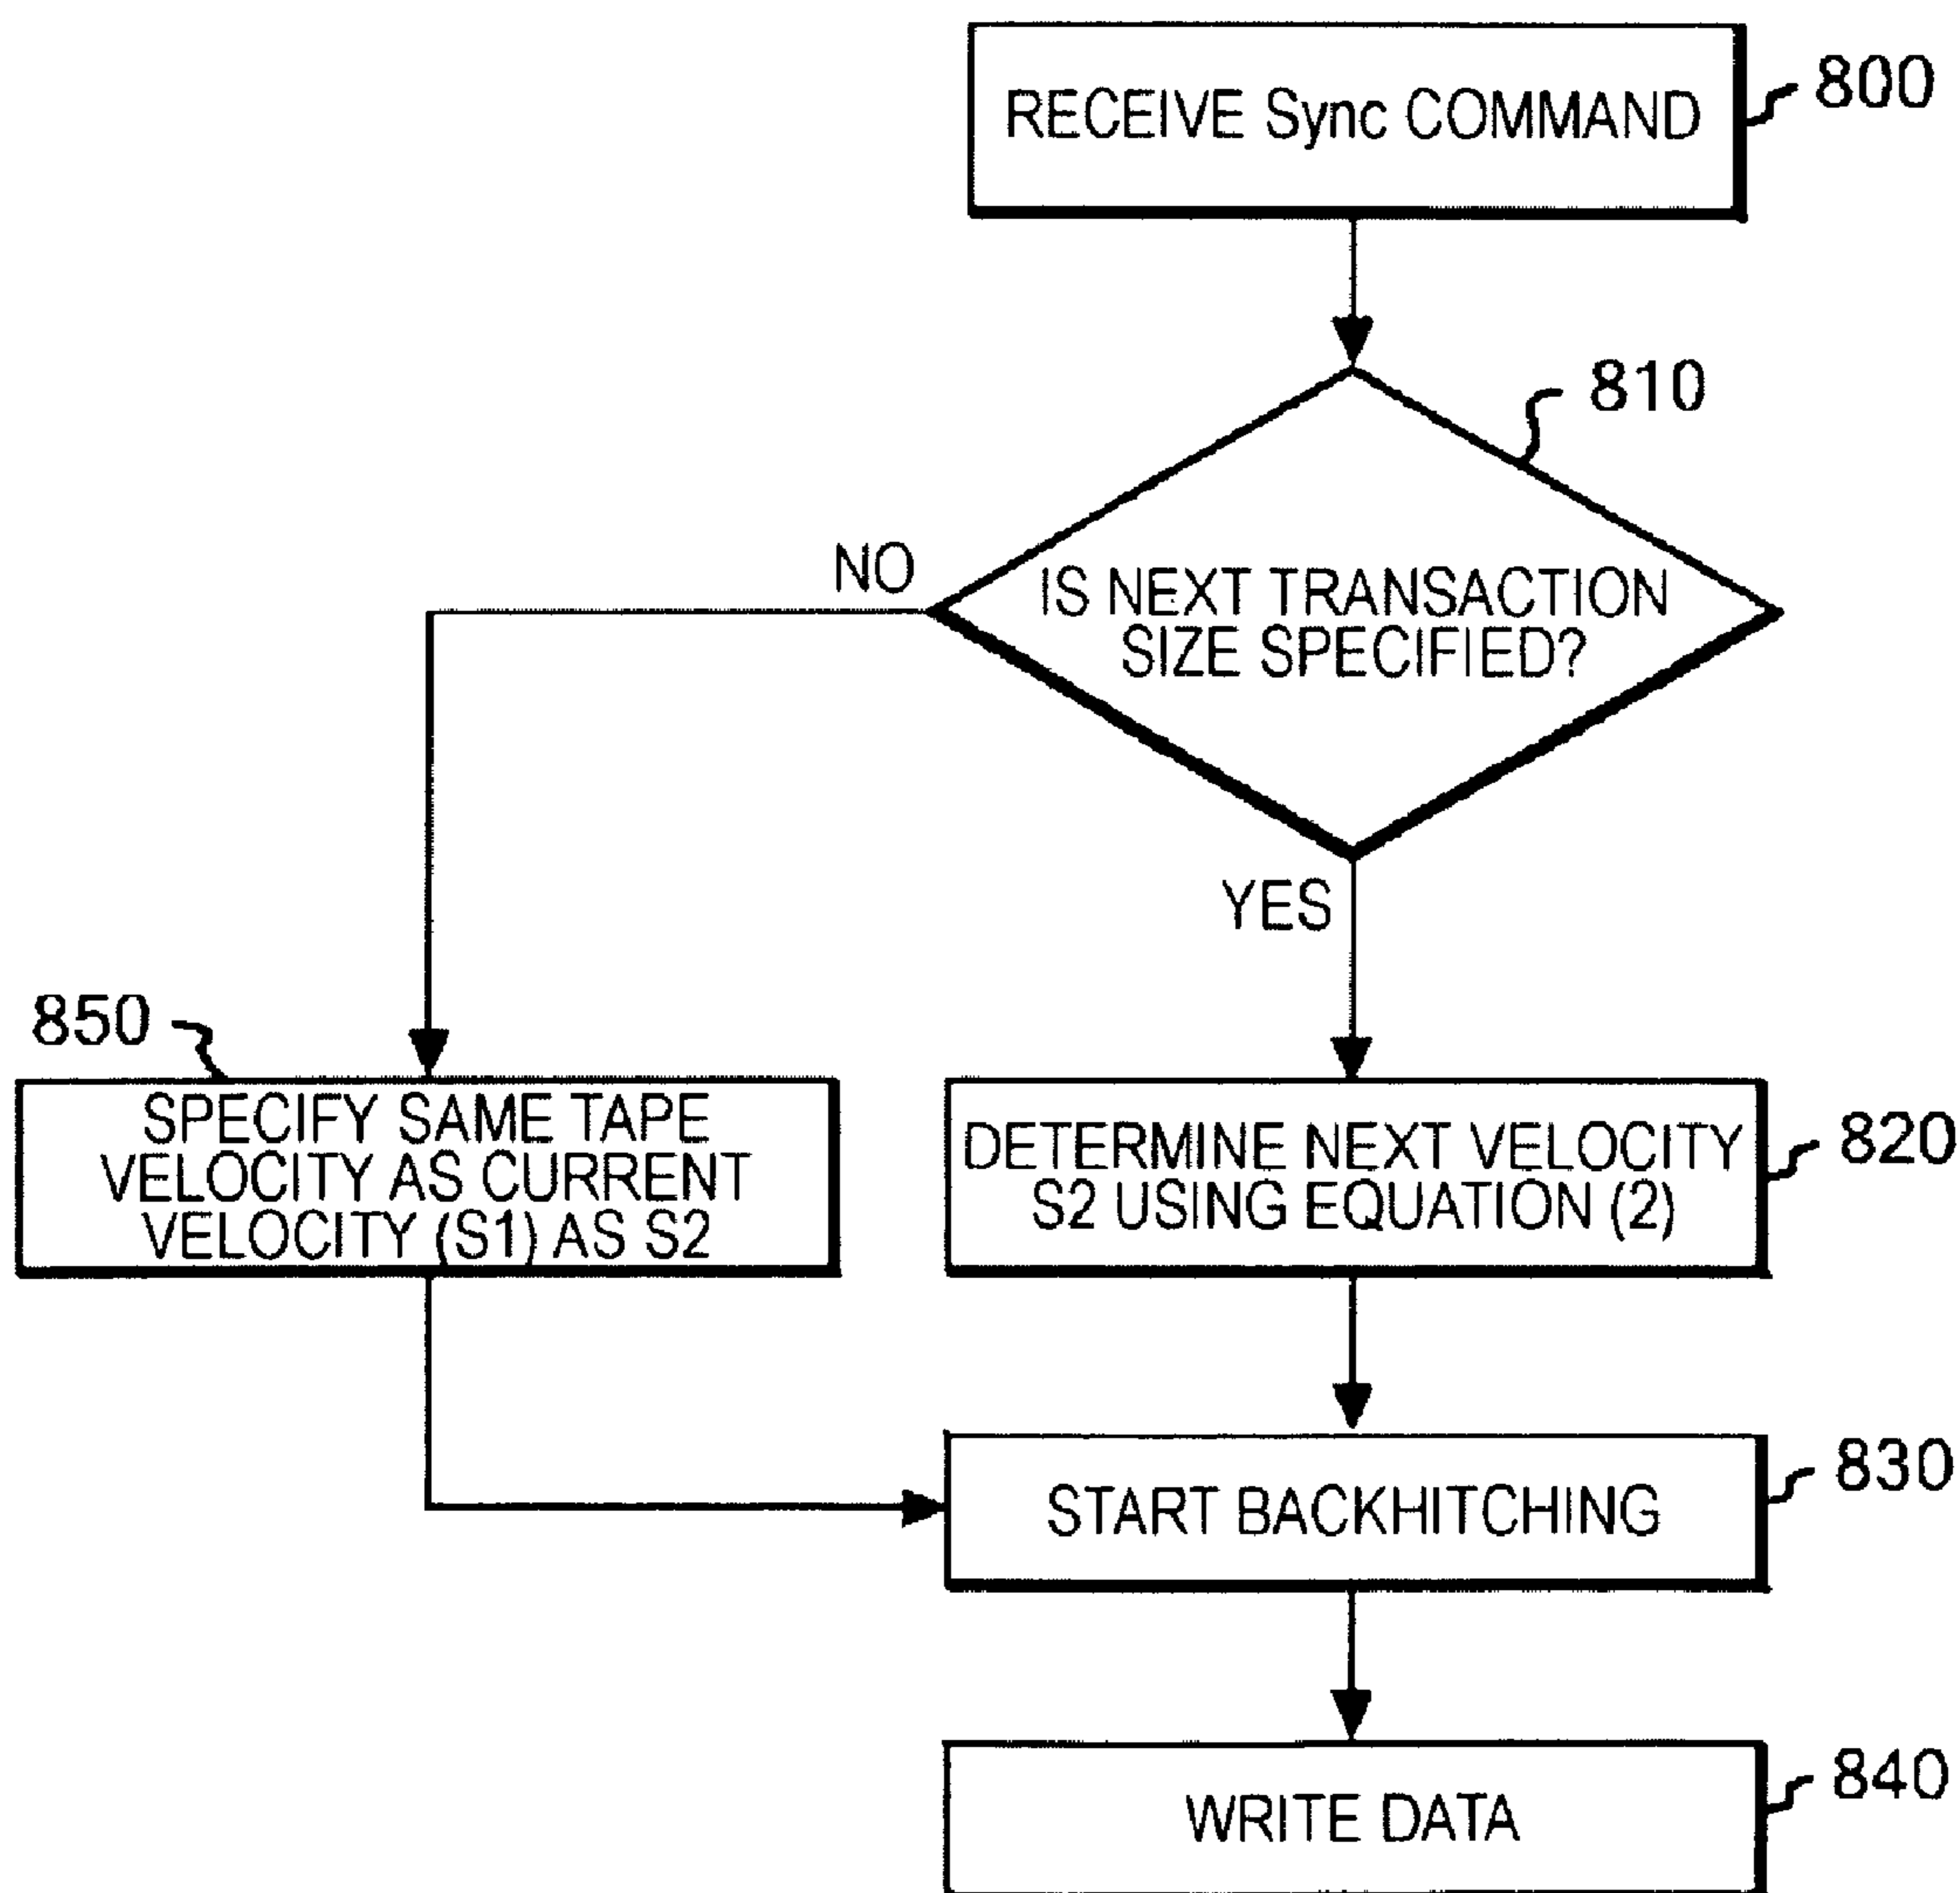 RECEIVE Sync COMMAND
800
810
IS NEXT TRANSACTION
SIZE SPECIFIED?
NO
YES
850
SPECIFY SAME TAPE
VELOCITY AS CURRENT
VELOCITY (S1) AS S2
DETERMINE NEXT VELOCITY
S2 USING EQUATION (2)
820
START BACKHITCHING
830
WRITE DATA
840